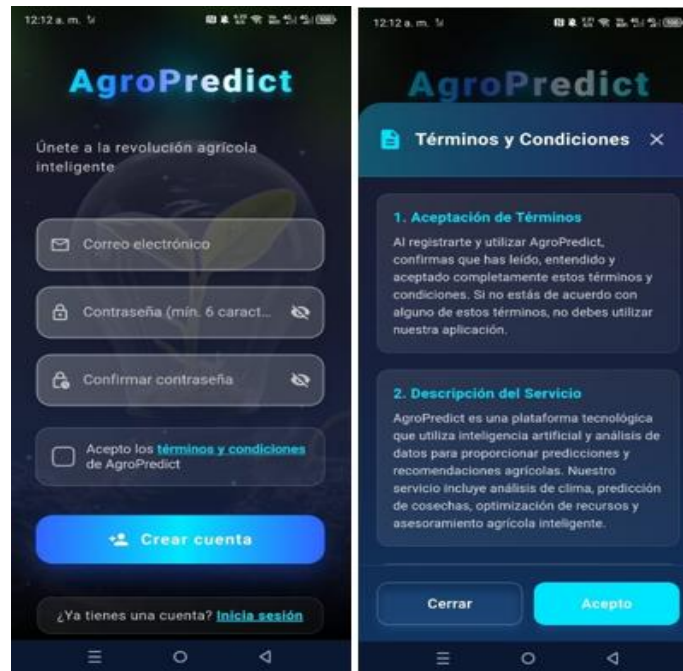 12:12 a. m.
AgroPredict
Únete a la revolución agrícola
inteligente
Correo electrónico
Contraseña (mín. 6 caract...
Confirmar contraseña
Acepto los términos y condiciones
de AgroPredict
Crear cuenta
¿Ya tienes una cuenta? Inicia sesión
12:12 a. m.
AgroPredict
Términos y Condiciones
1. Aceptación de Términos
Al registrarte y utilizar AgroPredict,
confirmas que has leído, entendido y
aceptado completamente estos términos y
condiciones. Si no estás de acuerdo con
alguno de estos términos, no debes utilizar
nuestra aplicación.
2. Descripción del Servicio
AgroPredict es una plataforma tecnológica
que utiliza inteligencia artificial y análisis de
datos para proporcionar predicciones y
recomendaciones agrícolas. Nuestro
servicio incluye análisis de clima, predicción
de cosechas, optimización de recursos y
asesoramiento agrícola inteligente.
Cerrar
Acepto